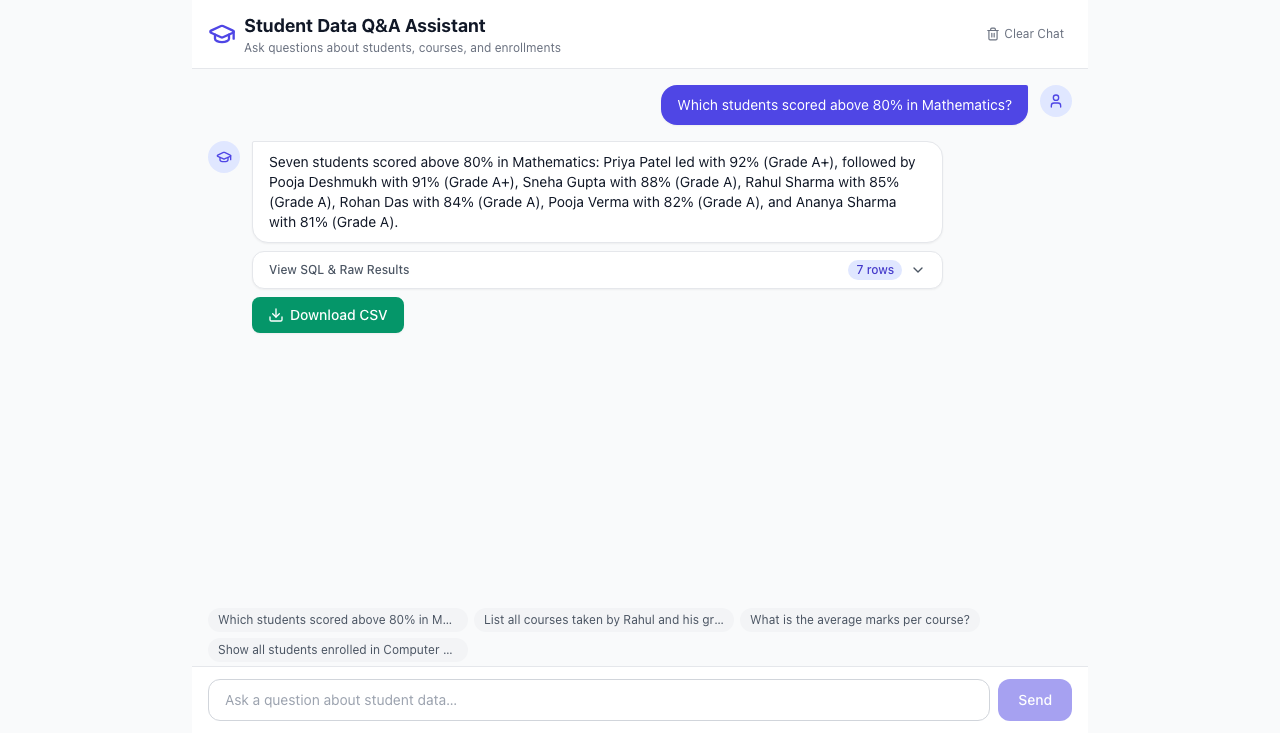 Student Data Q&A Assistant
Ask questions about students, courses, and enrollments
Clear Chat
Which students scored above 80% in Mathematics?
Seven students scored above 80% in Mathematics: Priya Patel led with 92% (Grade A+), followed by
Pooja Deshmukh with 91% (Grade A+), Sneha Gupta with 88% (Grade A), Rahul Sharma with 85%
(Grade A), Rohan Das with 84% (Grade A), Pooja Verma with 82% (Grade A), and Ananya Sharma
with 81% (Grade A).
View SQL & Raw Results
7 rows
Download CSV
Which students scored above 80% in M...
List all courses taken by Rahul and his gr...
What is the average marks per course?
Show all students enrolled in Computer ...
Ask a question about student data...
Send